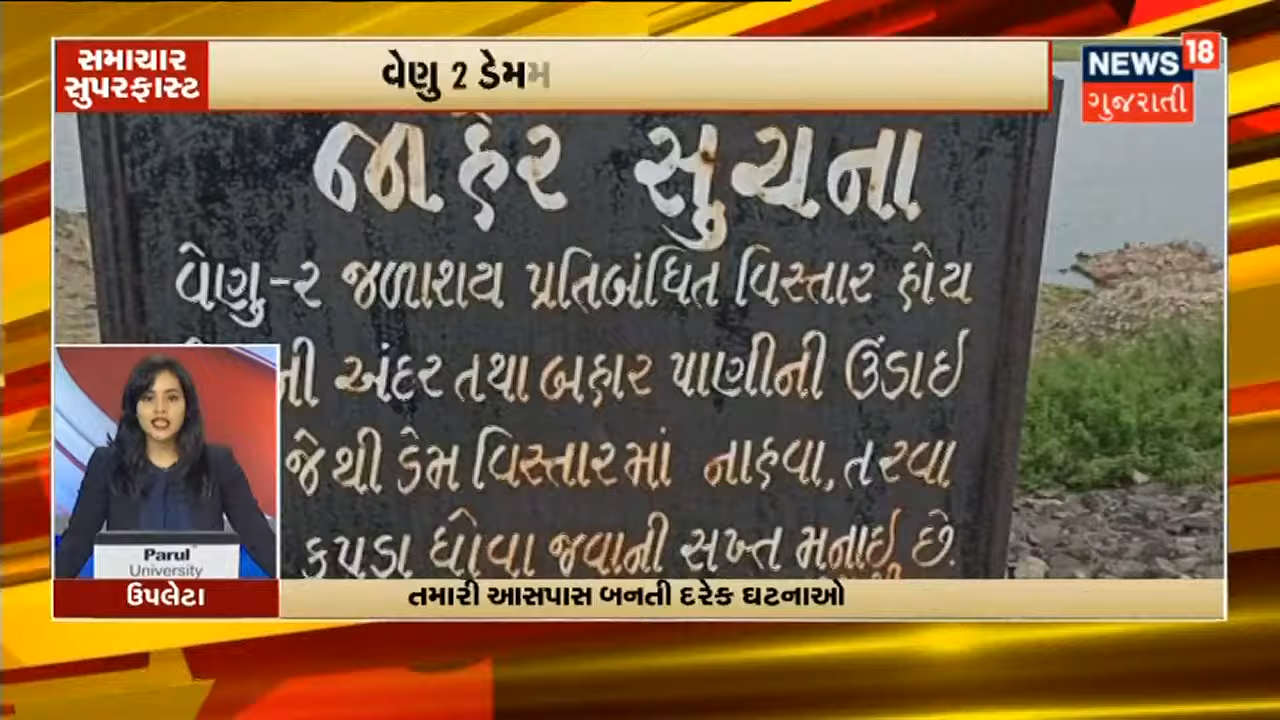 સમાચાર
સુપરફાસ્ટ
વેણુ 2 ડેમમ
NEWS 18
ગુજરાતી
જાહેર સુચના
વેણુ-ર જળાશય પ્રતિબંધિત વિસ્તાર હોય
ની અંદર તથા બહાર પાણીની ઉંડાઈ
જેથી ડેમ વિસ્તારમાં નાહવા, તરવા
કપડા ધોવા જવાની સખ્ત મનાઈ છે.
Parul
University
ઉપલેટા
તમારી આસપાસ બનતી દરેક ઘટનાઓ